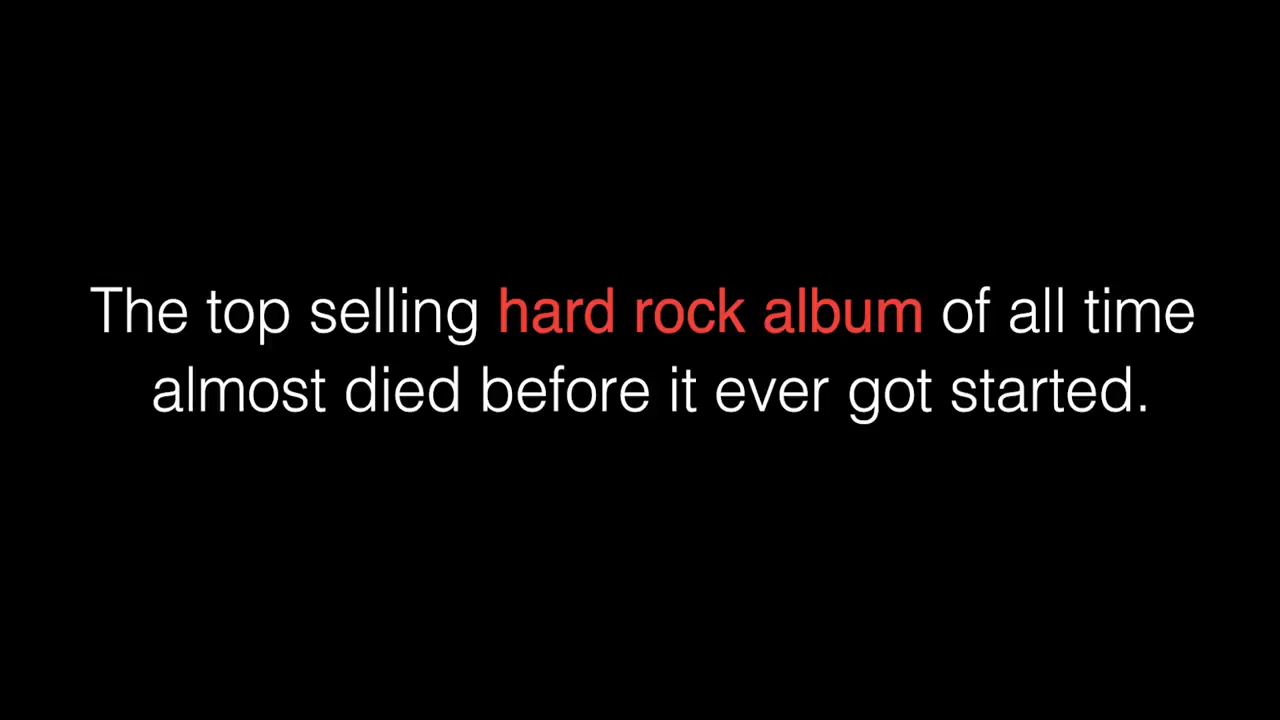 The top selling hard rock album of all time
almost died before it ever got started.